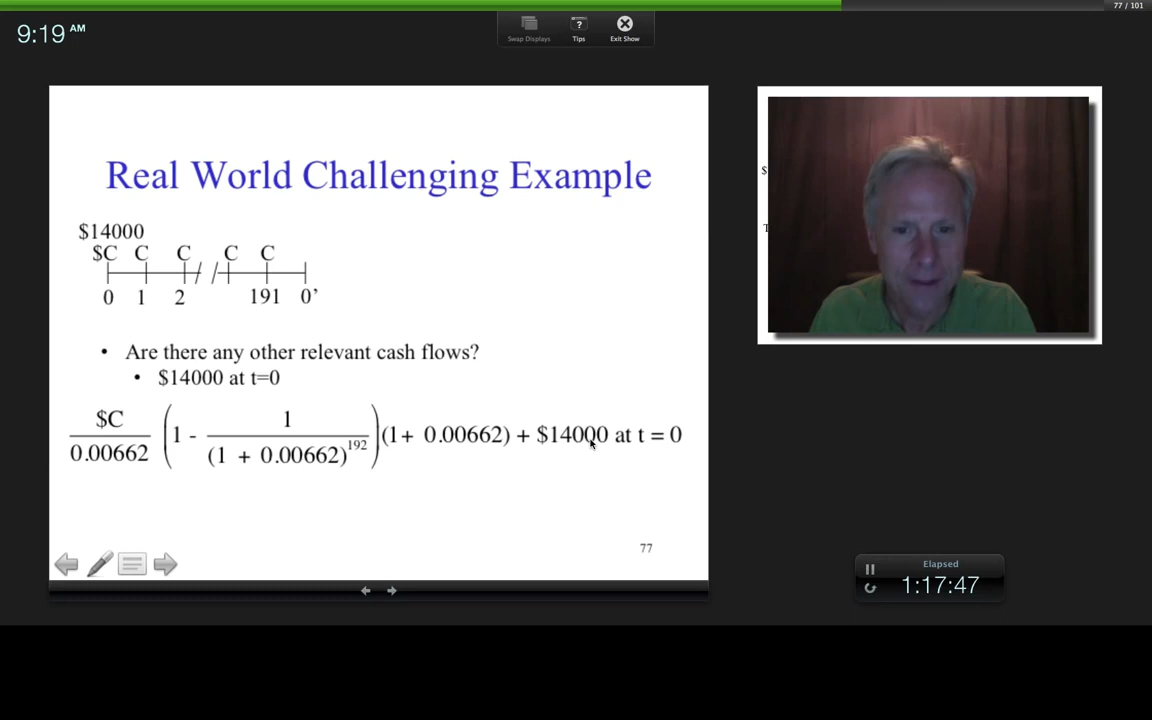 77 / 101
9:19 AM
Swap Displays
Tips
Exit Show
Real World Challenging Example
$14000
$C C C C C
0 1 2 191 0’
• Are there any other relevant cash flows?
• $14000 at t=0
$C / 0.00662 (1 - 1 / (1 + 0.00662)^192) (1+ 0.00662) + $14000 at t = 0
77
$
T
Elapsed
1:17:47